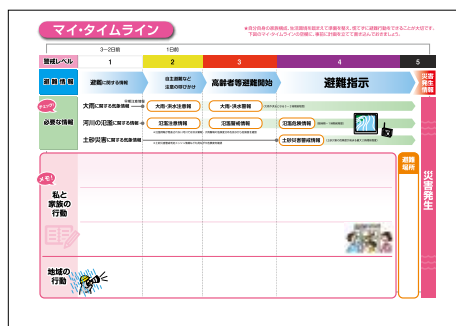 マイ・タイムライン
3~2日前
1日前
警戒レベル
1
2
3
4
5
避難情報
避難に関する情報
自主避難など
注意の呼びかけ
高齢者等避難開始
避難指示
災害
発生
情報
チェック!
必要な情報
大雨に関する気象情報
大雨・洪水注意報
大雨・洪水警報
河川の氾濫に関する情報
氾濫注意情報
氾濫警戒情報
氾濫危険情報
土砂災害に関する気象情報
土砂災害警戒情報
メモ!
私と
家族の
行動
地域の
行動
避難
場所
災害発生